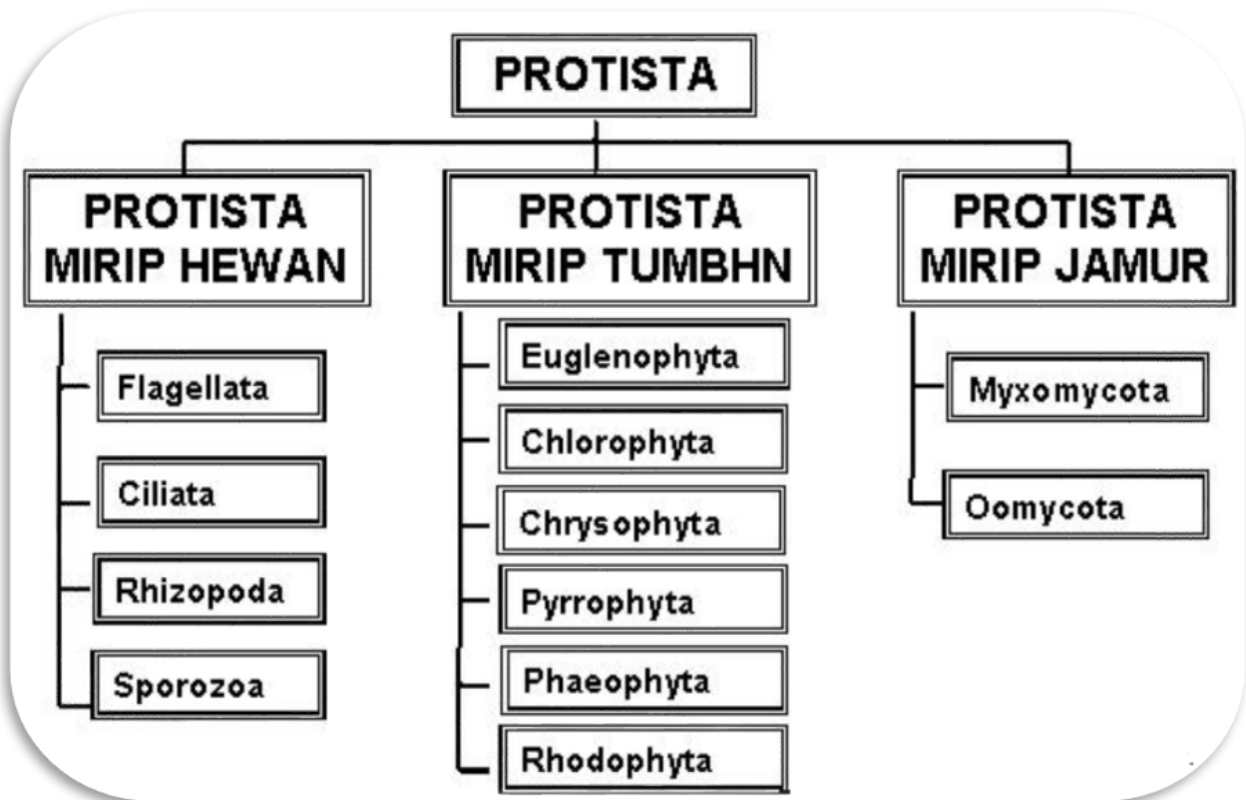 PROTISTA
PROTISTA
MIRIP HEWAN
Flagellata
Ciliata
Rhizopoda
Sporozoa
PROTISTA
MIRIP TUMBHN
Euglenophyta
Chlorophyta
Chrysophyta
Pyrrophyta
Phaeophyta
Rhodophyta
PROTISTA
MIRIP JAMUR
Myxomycota
Oomycota